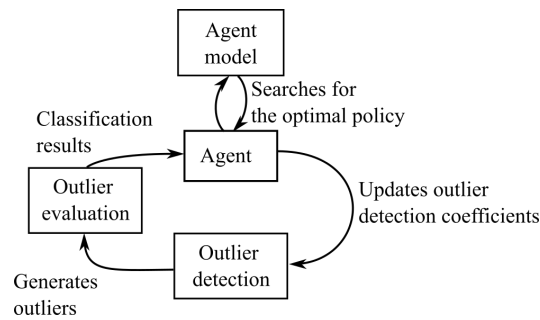 Agent
model
Searches for
the optimal policy
Classification
results
Agent
Outlier
evaluation
Updates outlier
detection coefficients
Outlier
detection
Generates
outliers